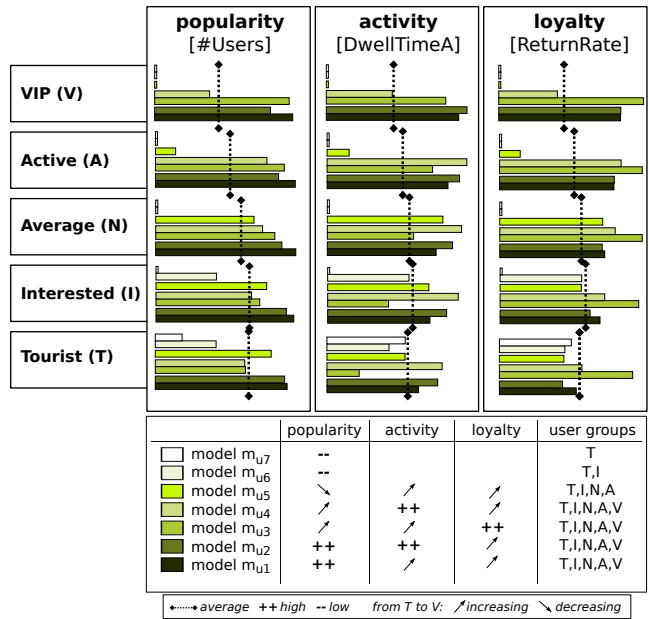 popularity activity loyalty
[#Users] [DwellTimeA] [ReturnRate]
VIP (V)
Active (A)
Average (N)
Interested (I)
Tourist (T)
popularity activity loyalty user groups
model mu7 -- T
model mu6 -- T,I
model mu5 ↘ ↗ ↗ T,I,N,A
model mu4 ↗ ++ ↗ T,I,N,A,V
model mu3 ↗ ↗ ++ T,I,N,A,V
model mu2 ++ ++ ↗ T,I,N,A,V
model mu1 ++ ↗ ↗ T,I,N,A,V
average ++ high -- low from T to V: ↗ increasing ↘ decreasing